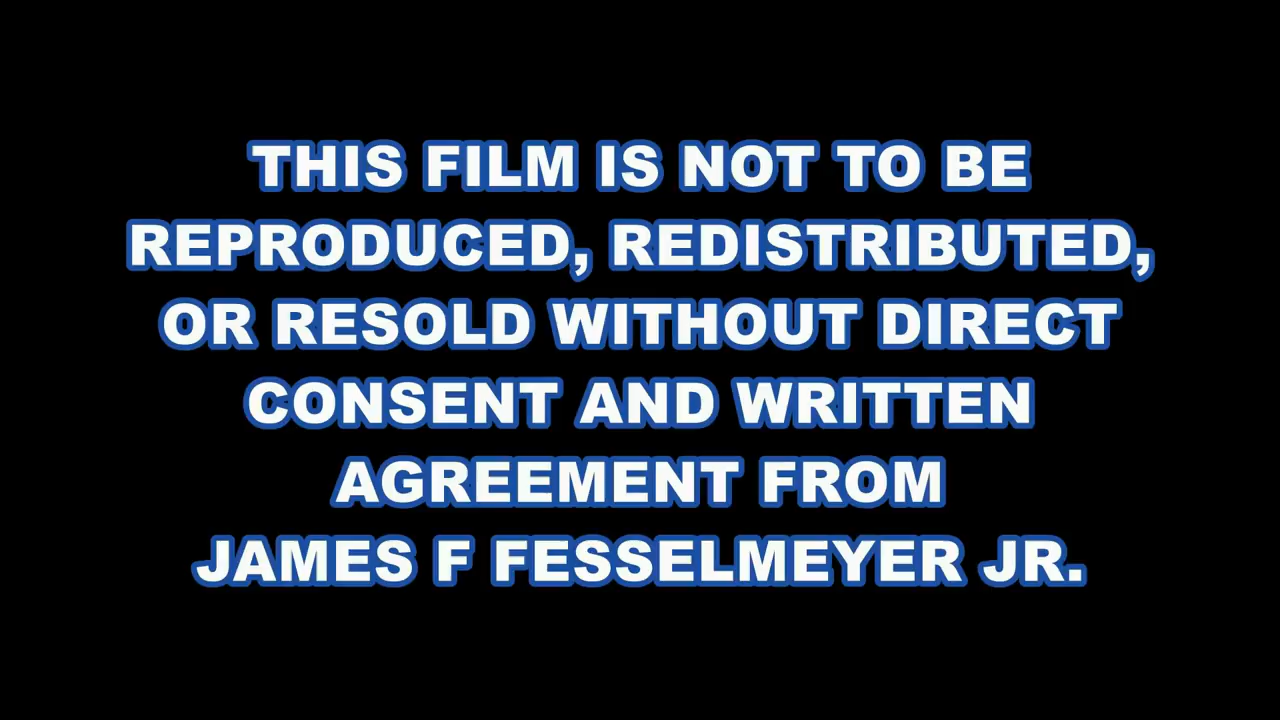 THIS FILM IS NOT TO BE
REPRODUCED, REDISTRIBUTED,
OR RESOLD WITHOUT DIRECT
CONSENT AND WRITTEN
AGREEMENT FROM
JAMES F FESSELMEYER JR.